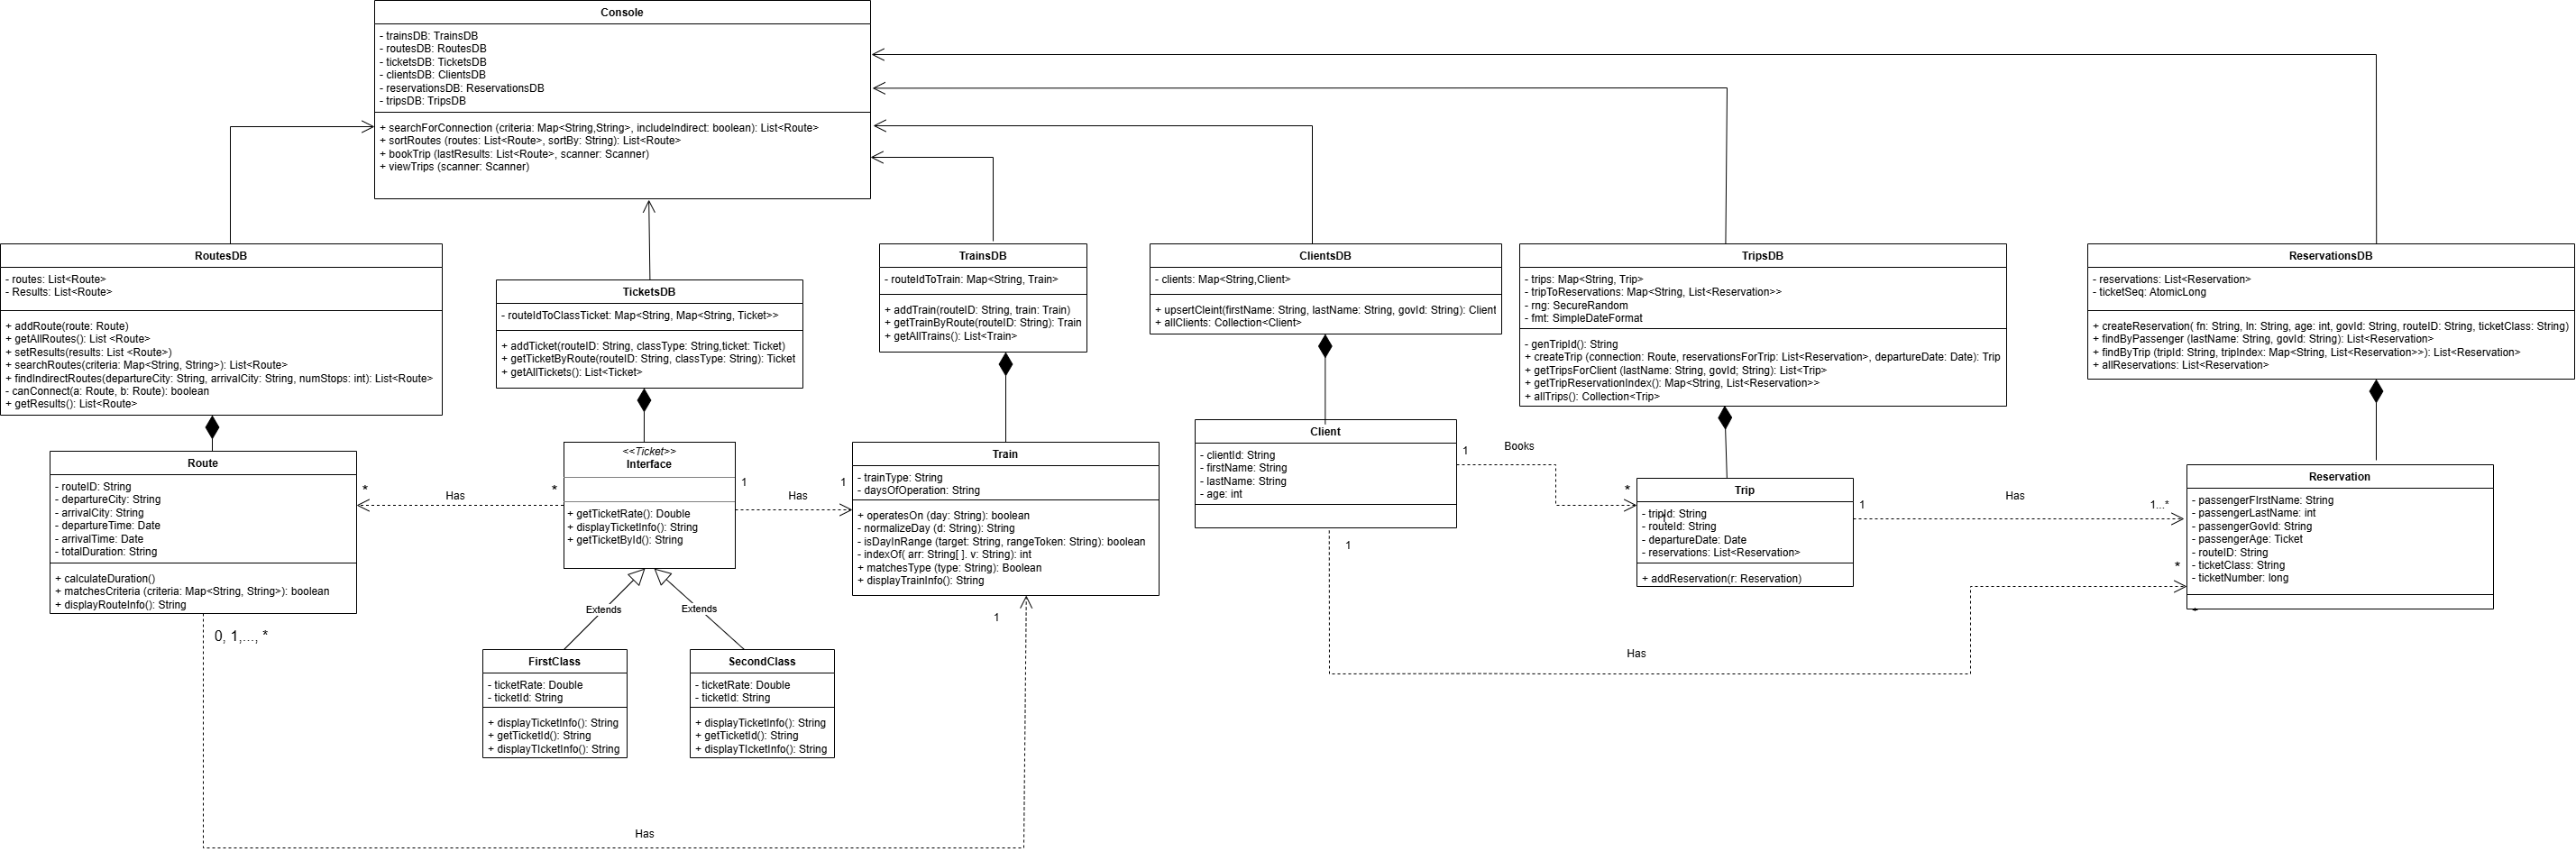 Console
- trainsDB: TrainsDB
- routesDB: RoutesDB
- ticketsDB: TicketsDB
- clientsDB: ClientsDB
- reservationsDB: ReservationsDB
- tripsDB: TripsDB
+ searchForConnection (criteria: Map<String,String>, includeIndirect: boolean): List<Route>
+ sortRoutes (routes: List<Route>, sortBy: String): List<Route>
+ bookTrip (lastResults: List<Route>, scanner: Scanner)
+ viewTrips (scanner: Scanner)
RoutesDB
- routes: List<Route>
- Results: List<Route>
+ addRoute(route: Route)
+ getAllRoutes(): List <Route>
+ setResults(results: List <Route>)
+ searchRoutes(criteria: Map<String, String>): List<Route>
+ findIndirectRoutes(departureCity: String, arrivalCity: String, numStops: int): List<Route>
- canConnect(a: Route, b: Route): boolean
+ getResults(): List<Route>
TicketsDB
- routeIdToClassTicket: Map<String, Map<String, Ticket>>
+ addTicket(routeID: String, classType: String,ticket: Ticket)
+ getTicketByRoute(routeID: String, classType: String): Ticket
+ getAllTickets(): List<Ticket>
TrainsDB
- routeIdToTrain: Map<String, Train>
+ addTrain(routeID: String, train: Train)
+ getTrainByRoute(routeID: String): Train
+ getAllTrains(): List<Train>
ClientsDB
- clients: Map<String,Client>
+ upsertCleint(firstName: String, lastName: String, govId: String): Client
+ allClients: Collection<Client>
TripsDB
- trips: Map<String, Trip>
- tripToReservations: Map<String, List<Reservation>>
- rng: SecureRandom
- fmt: SimpleDateFormat
- genTripId(): String
+ createTrip (connection: Route, reservationsForTrip: List<Reservation>, departureDate: Date): Trip
+ getTripsForClient (lastName: String, govId; String): List<Trip>
+ getTripReservationIndex(): Map<String, List<Reservation>>
+ allTrips(): Collection<Trip>
ReservationsDB
- reservations: List<Reservation>
- ticketSeq: AtomicLong
+ createReservation( fn: String, ln: String, age: int, govId: String, routeID: String, ticketClass: String)
+ findByPassenger (lastName: String, govId: String): List<Reservation>
+ findByTrip (tripId: String, tripIndex: Map<String, List<Reservation>>): List<Reservation>
+ allReservations: List<Reservation>
Route
- routeID: String
- departureCity: String
- arrivalCity: String
- departureTime: Date
- arrivalTime: Date
- totalDuration: String
+ calculateDuration()
+ matchesCriteria (criteria: Map<String, String>): boolean
+ displayRouteInfo(): String
*
Has
*
<<Ticket>>
Interface
+ getTicketRate(): Double
+ displayTicketInfo(): String
+ getTicketById(): String
1
Has
1
Train
- trainType: String
- daysOfOperation: String
+ operatesOn (day: String): boolean
- normalizeDay (d: String): String
- isDayInRange (target: String, rangeToken: String): boolean
- indexOf( arr: String[ ]. v: String): int
+ matchesType (type: String): Boolean
+ displayTrainInfo(): String
Client
- clientId: String
- firstName: String
- lastName: String
- age: int
1
Books
*
Trip
- tripId: String
- routeId: String
- departureDate: Date
- reservations: List<Reservation>
+ addReservation(r: Reservation)
1
Has
1...*
Reservation
- passengerFIrstName: String
- passengerLastName: int
- passengerGovId: String
- passengerAge: Ticket
- routeID: String
- ticketClass: String
- ticketNumber: long
1
Has
*
Extends
Extends
FirstClass
- ticketRate: Double
- ticketId: String
+ displayTicketInfo(): String
+ getTicketId(): String
+ displayTIcketInfo(): String
SecondClass
- ticketRate: Double
- ticketId: String
+ displayTicketInfo(): String
+ getTicketId(): String
+ displayTIcketInfo(): String
0, 1,..., *
1
Has